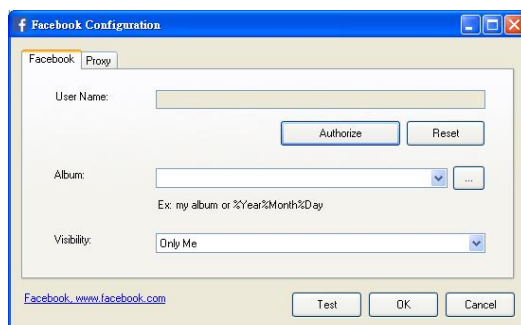 Facebook Configuration
Facebook Proxy
User Name:
Authorize Reset
Album: ...
Ex: my album or %Year%Month%Day
Visibility: Only Me
Facebook, www.facebook.com Test OK Cancel